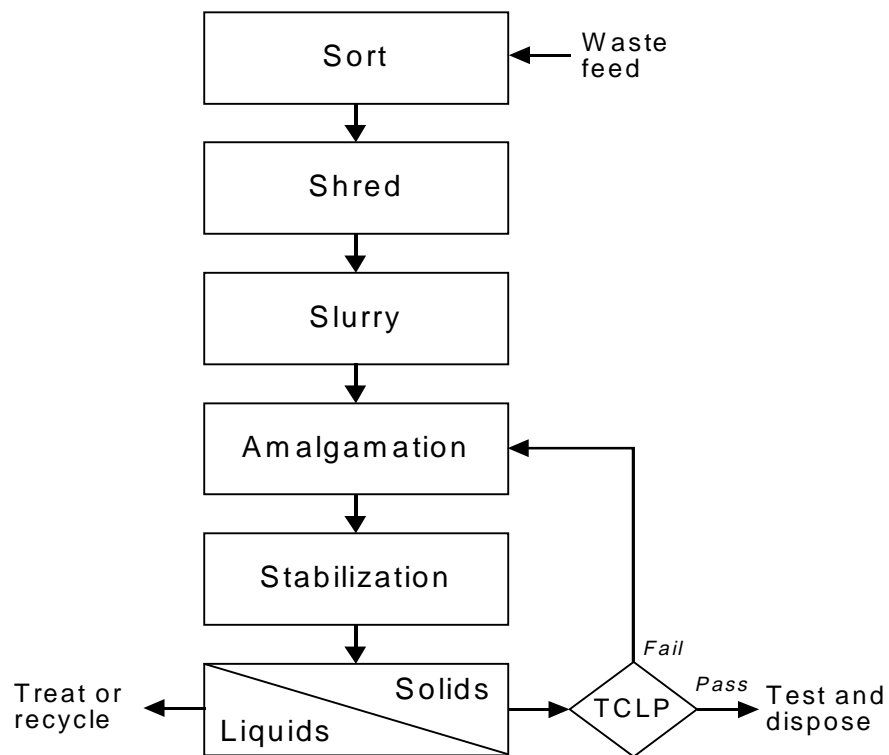 Sort
Waste
feed
Shred
Slurry
Amalgamation
Stabilization
Fail
Solids
Pass
Treat or
recycle
Liquids
TCLP
Test and
dispose